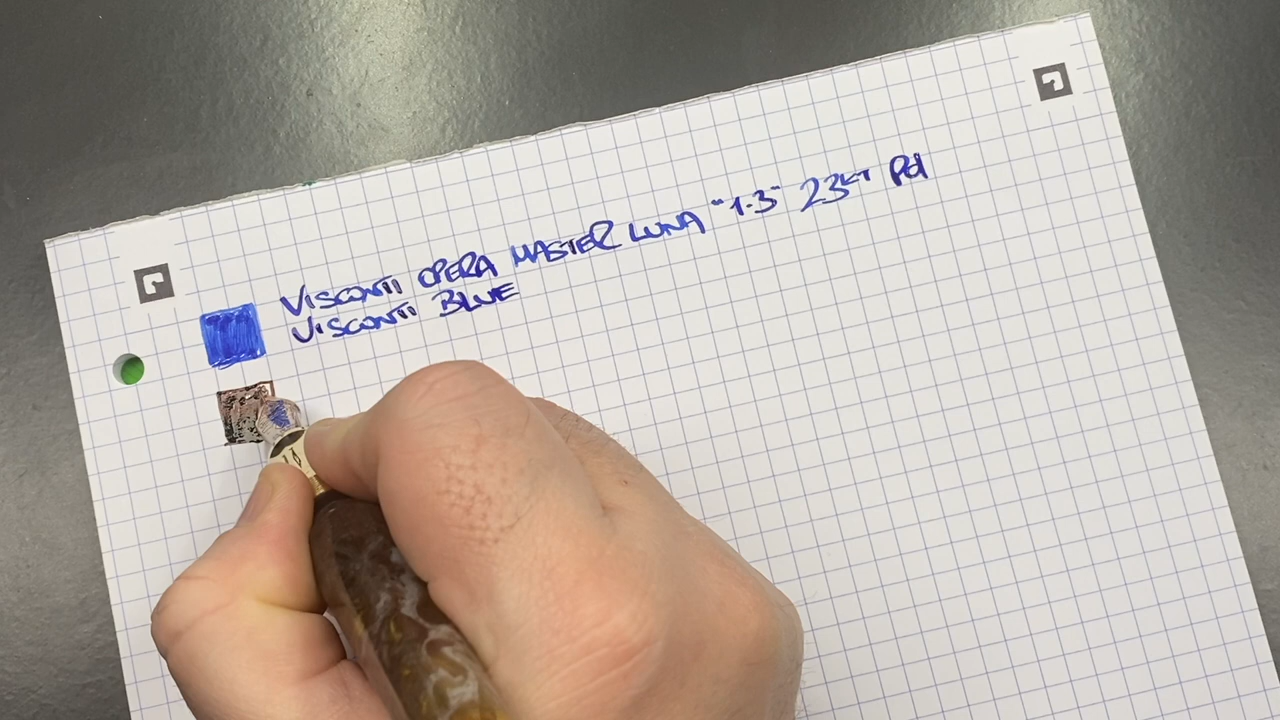 VISCONTI OPERA MASTER LUNA "1.3" 23KT Pd
VISCONTI BLUE